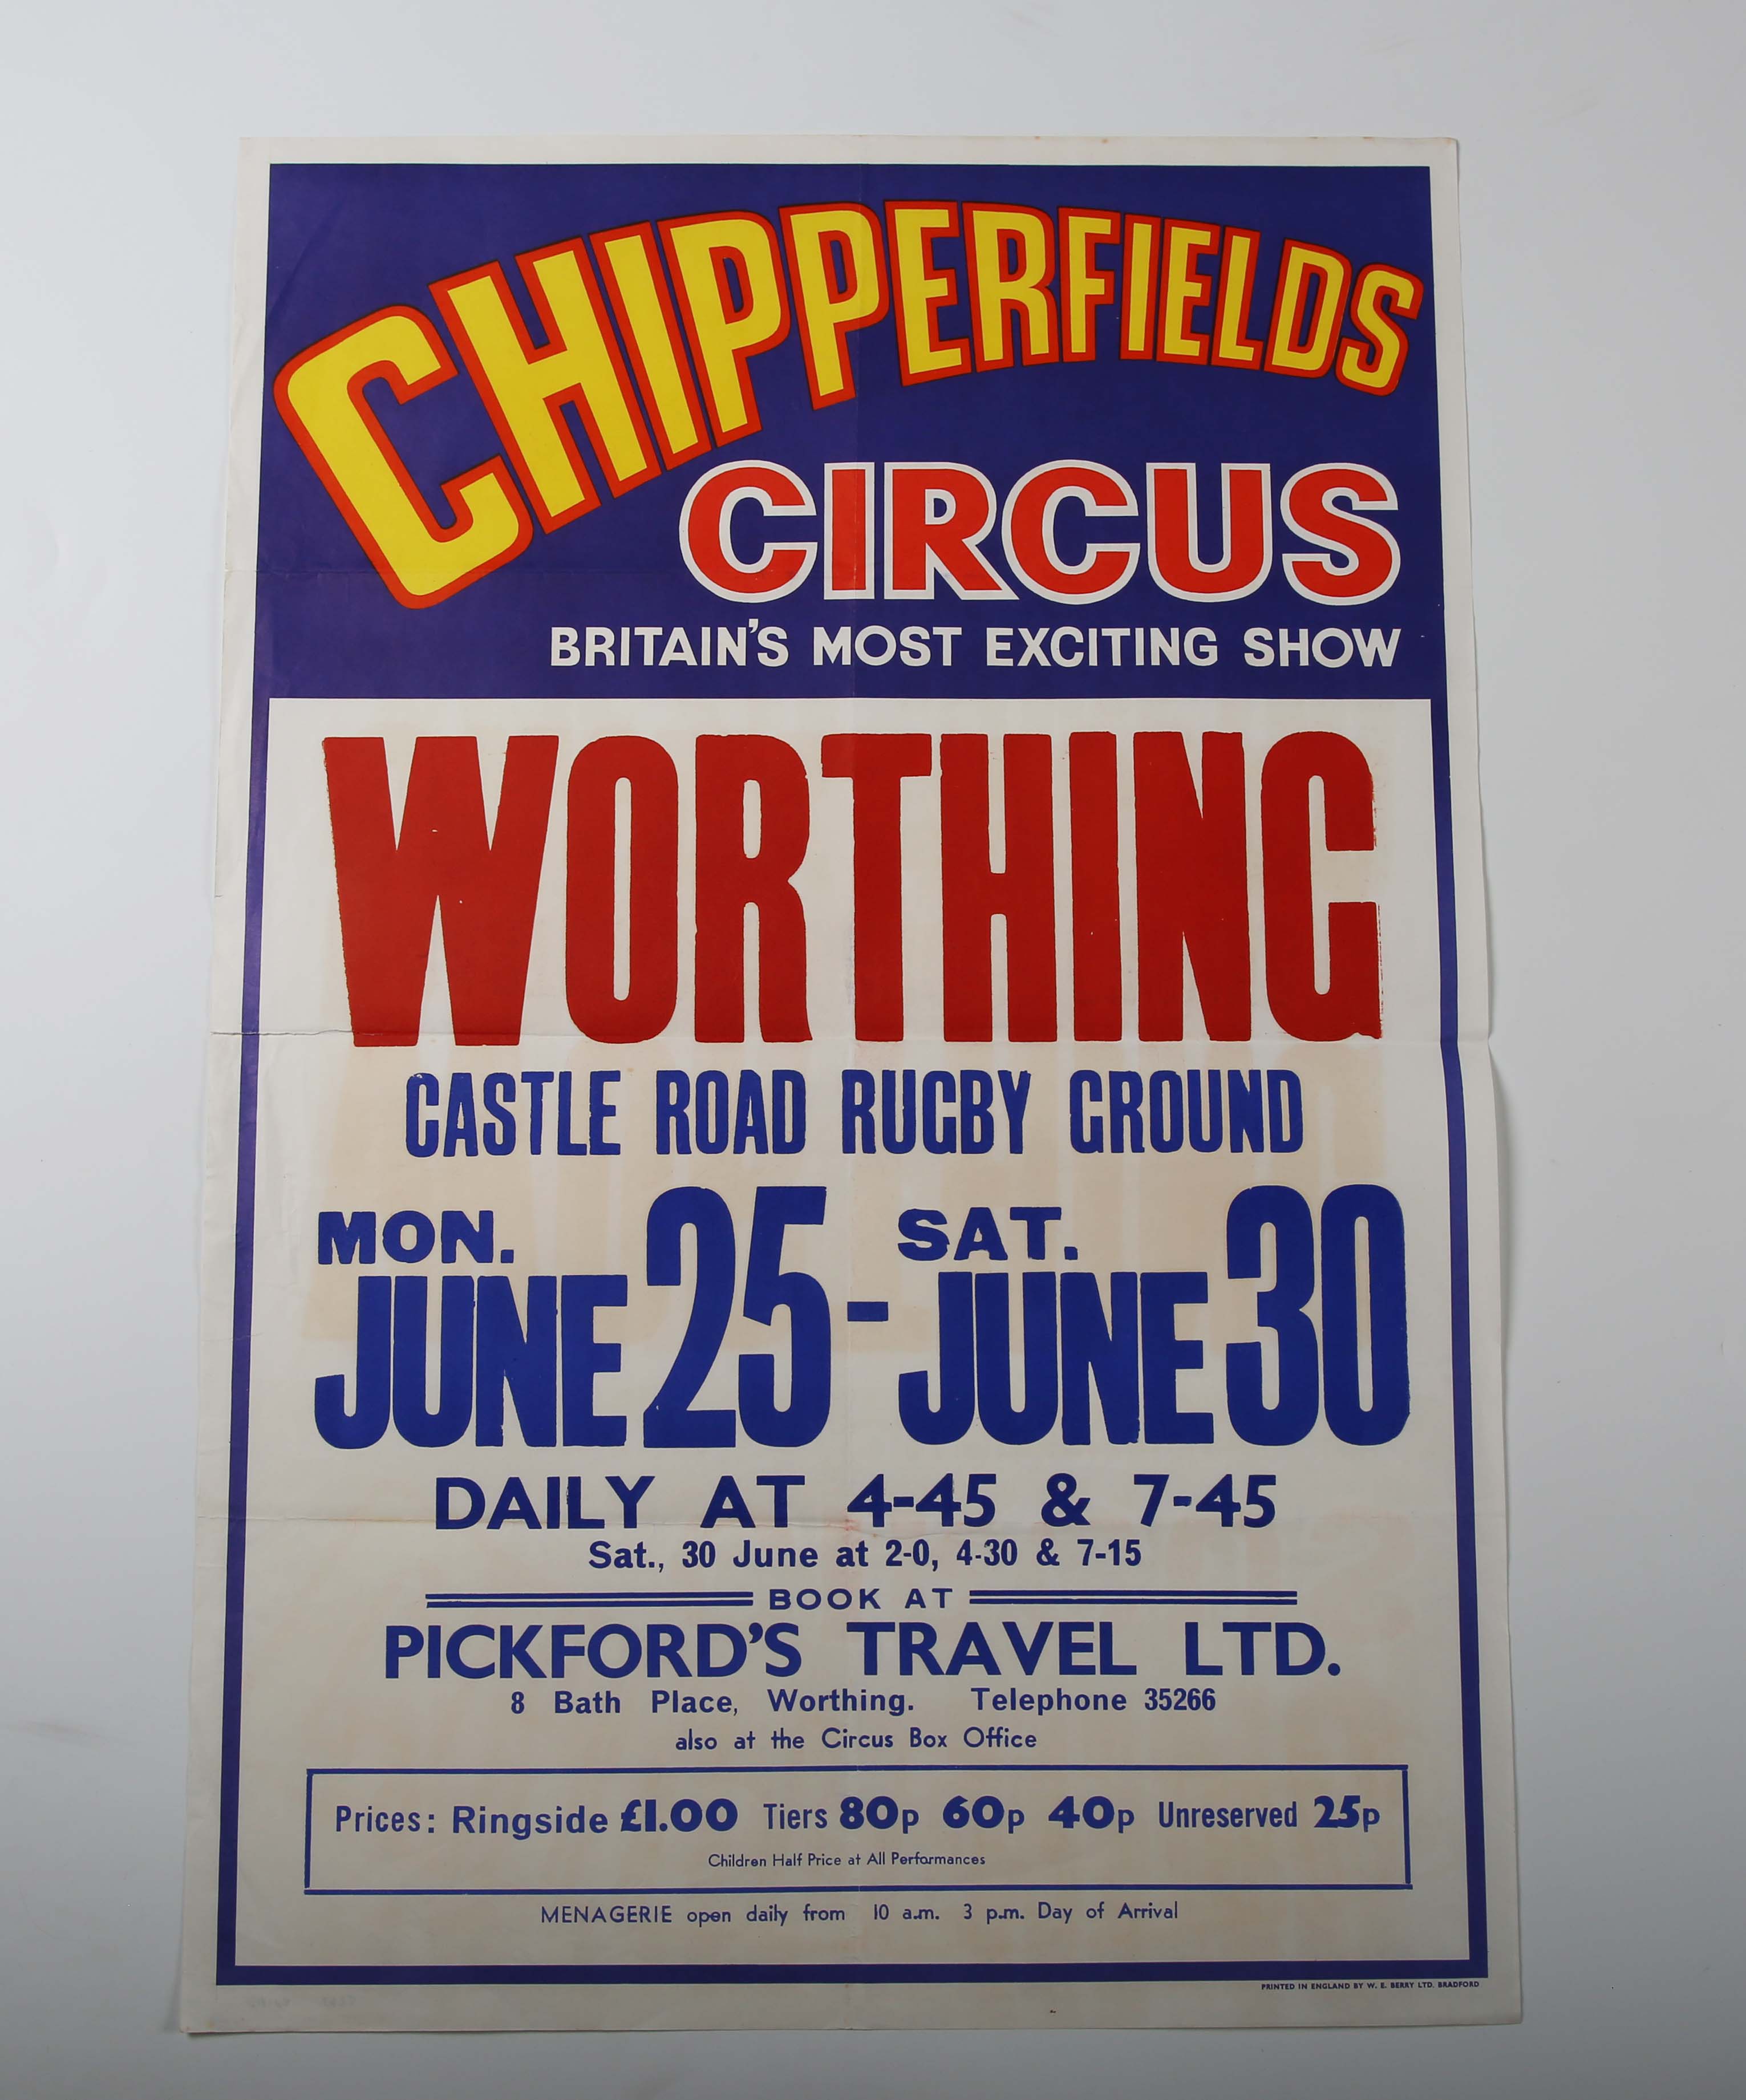 CHIPPERFIELDS
CIRCUS
BRITAIN'S MOST EXCITING SHOW
WORTHING
CASTLE ROAD RUGBY GROUND
MON. JUNE 25 - SAT. JUNE 30
DAILY AT 4-45 & 7-45
Sat., 30 June at 2-0, 4-30 & 7-15
BOOK AT
PICKFORD'S TRAVEL LTD.
8 Bath Place, Worthing. Telephone 35266
also at the Circus Box Office
Prices: Ringside £1.00 Tiers 80p 60p 40p Unreserved 25p
Children Half Price at All Performances
MENAGERIE open daily from 10 a.m. 3 p.m. Day of Arrival
PRINTED IN ENGLAND BY W. E. BERRY LTD. BRADFORD